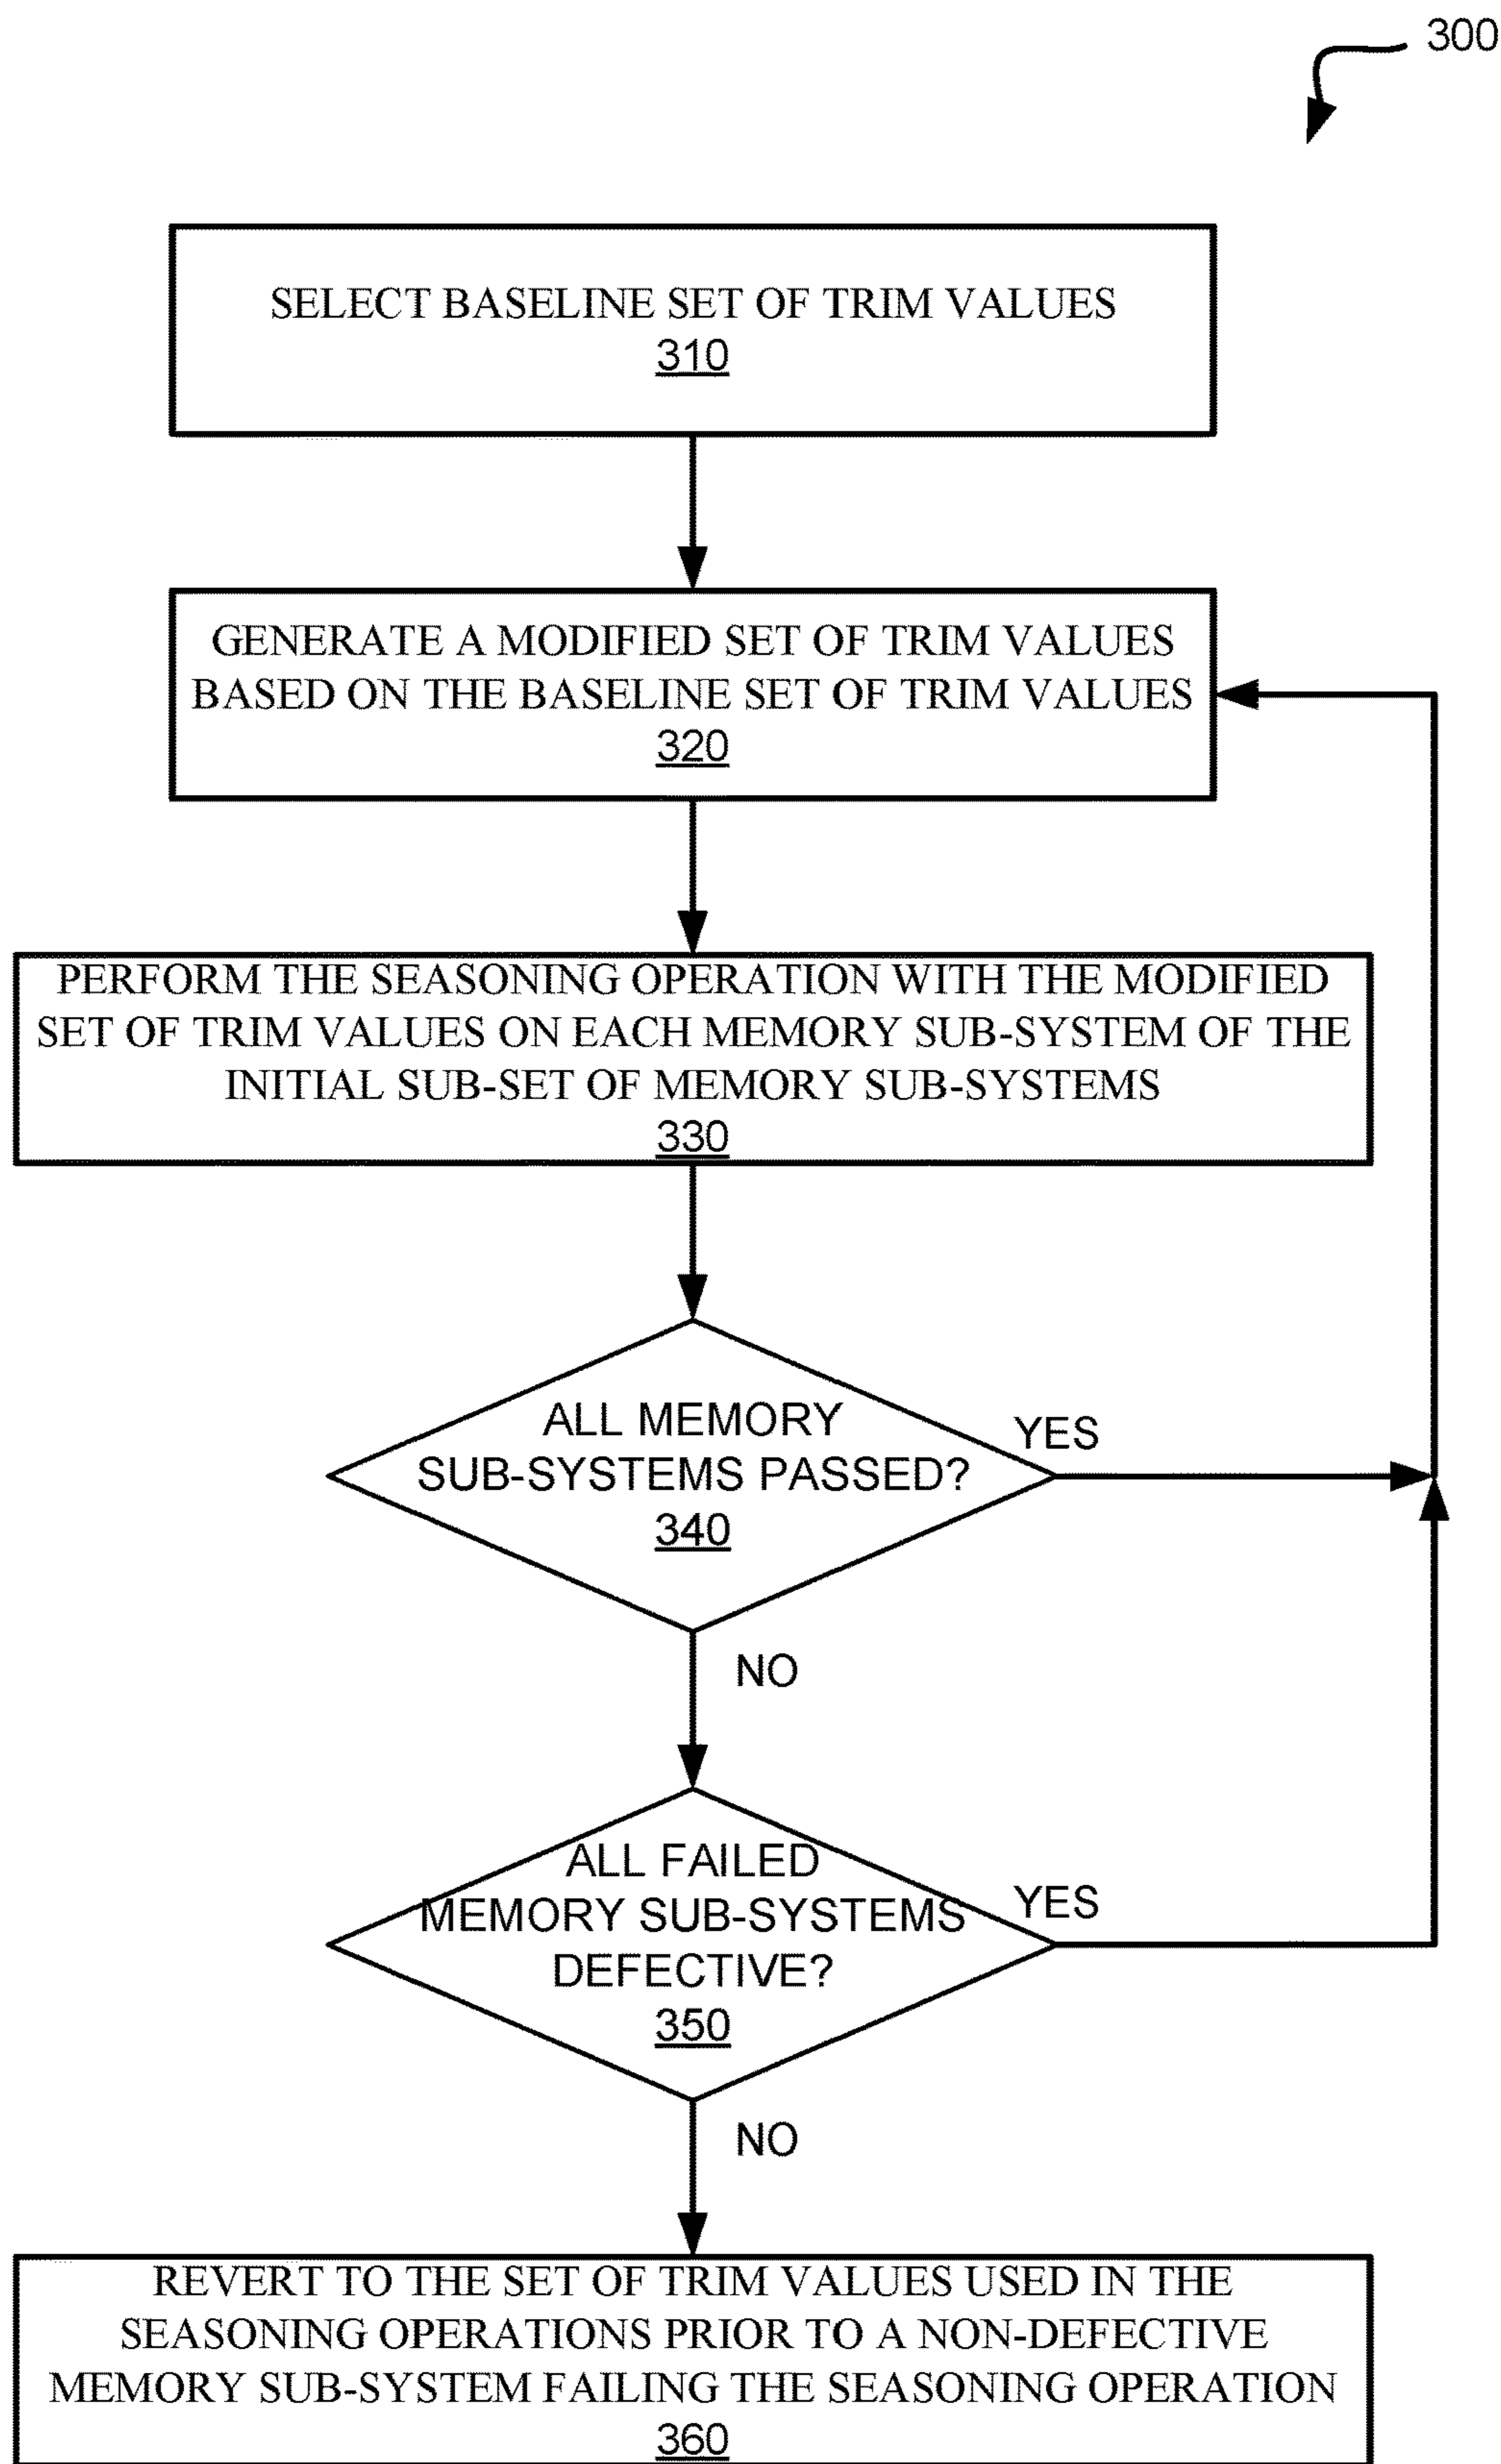 300
SELECT BASELINE SET OF TRIM VALUES
310
GENERATE A MODIFIED SET OF TRIM VALUES
BASED ON THE BASELINE SET OF TRIM VALUES
320
PERFORM THE SEASONING OPERATION WITH THE MODIFIED
SET OF TRIM VALUES ON EACH MEMORY SUB-SYSTEM OF THE
INITIAL SUB-SET OF MEMORY SUB-SYSTEMS
330
ALL MEMORY
SUB-SYSTEMS PASSED?
340
YES
NO
ALL FAILED
MEMORY SUB-SYSTEMS
DEFECTIVE?
350
YES
NO
REVERT TO THE SET OF TRIM VALUES USED IN THE
SEASONING OPERATIONS PRIOR TO A NON-DEFECTIVE
MEMORY SUB-SYSTEM FAILING THE SEASONING OPERATION
360